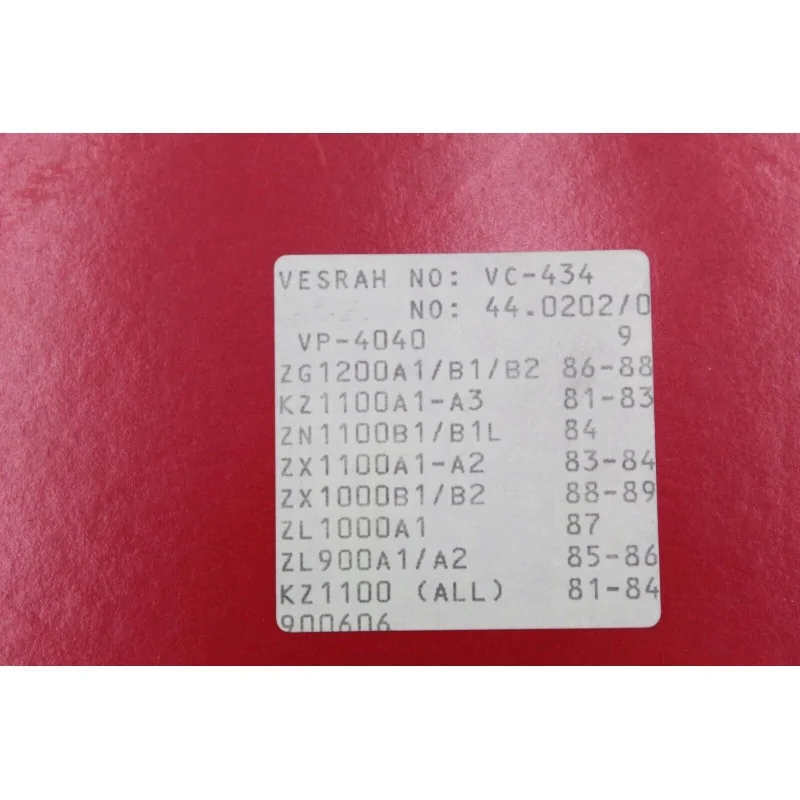 VESRAH NO: VC-434
NO: 44.0202/0
VP-4040 9
ZG1200A1/B1/B2 86-88
KZ1100A1-A3 81-83
ZN1100B1/B1L 84
ZX1100A1-A2 83-84
ZX1000B1/B2 88-89
ZL1000A1 87
ZL900A1/A2 85-86
KZ1100 (ALL) 81-84
900606